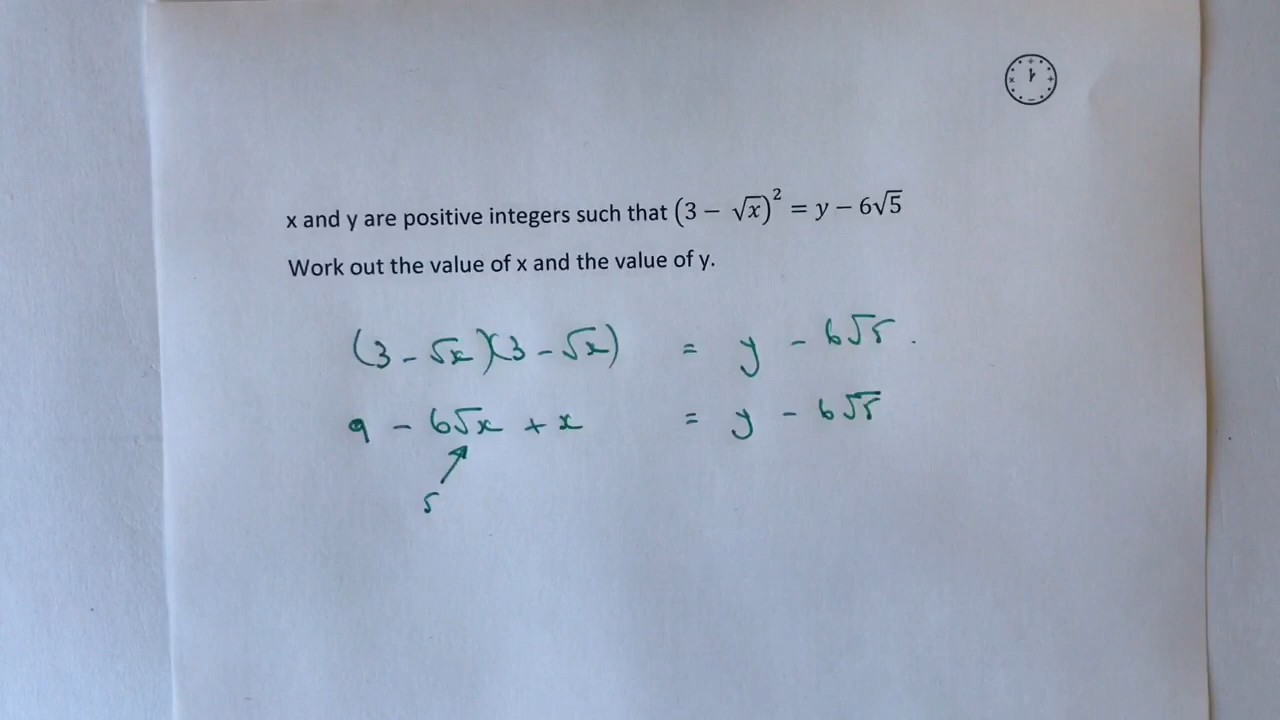 x and y are positive integers such that (3 − √x)² = y − 6√5
Work out the value of x and the value of y.
(3 - √x)(3 - √x) = y - 6√5.
9 - 6√x + x = y - 6√5
5